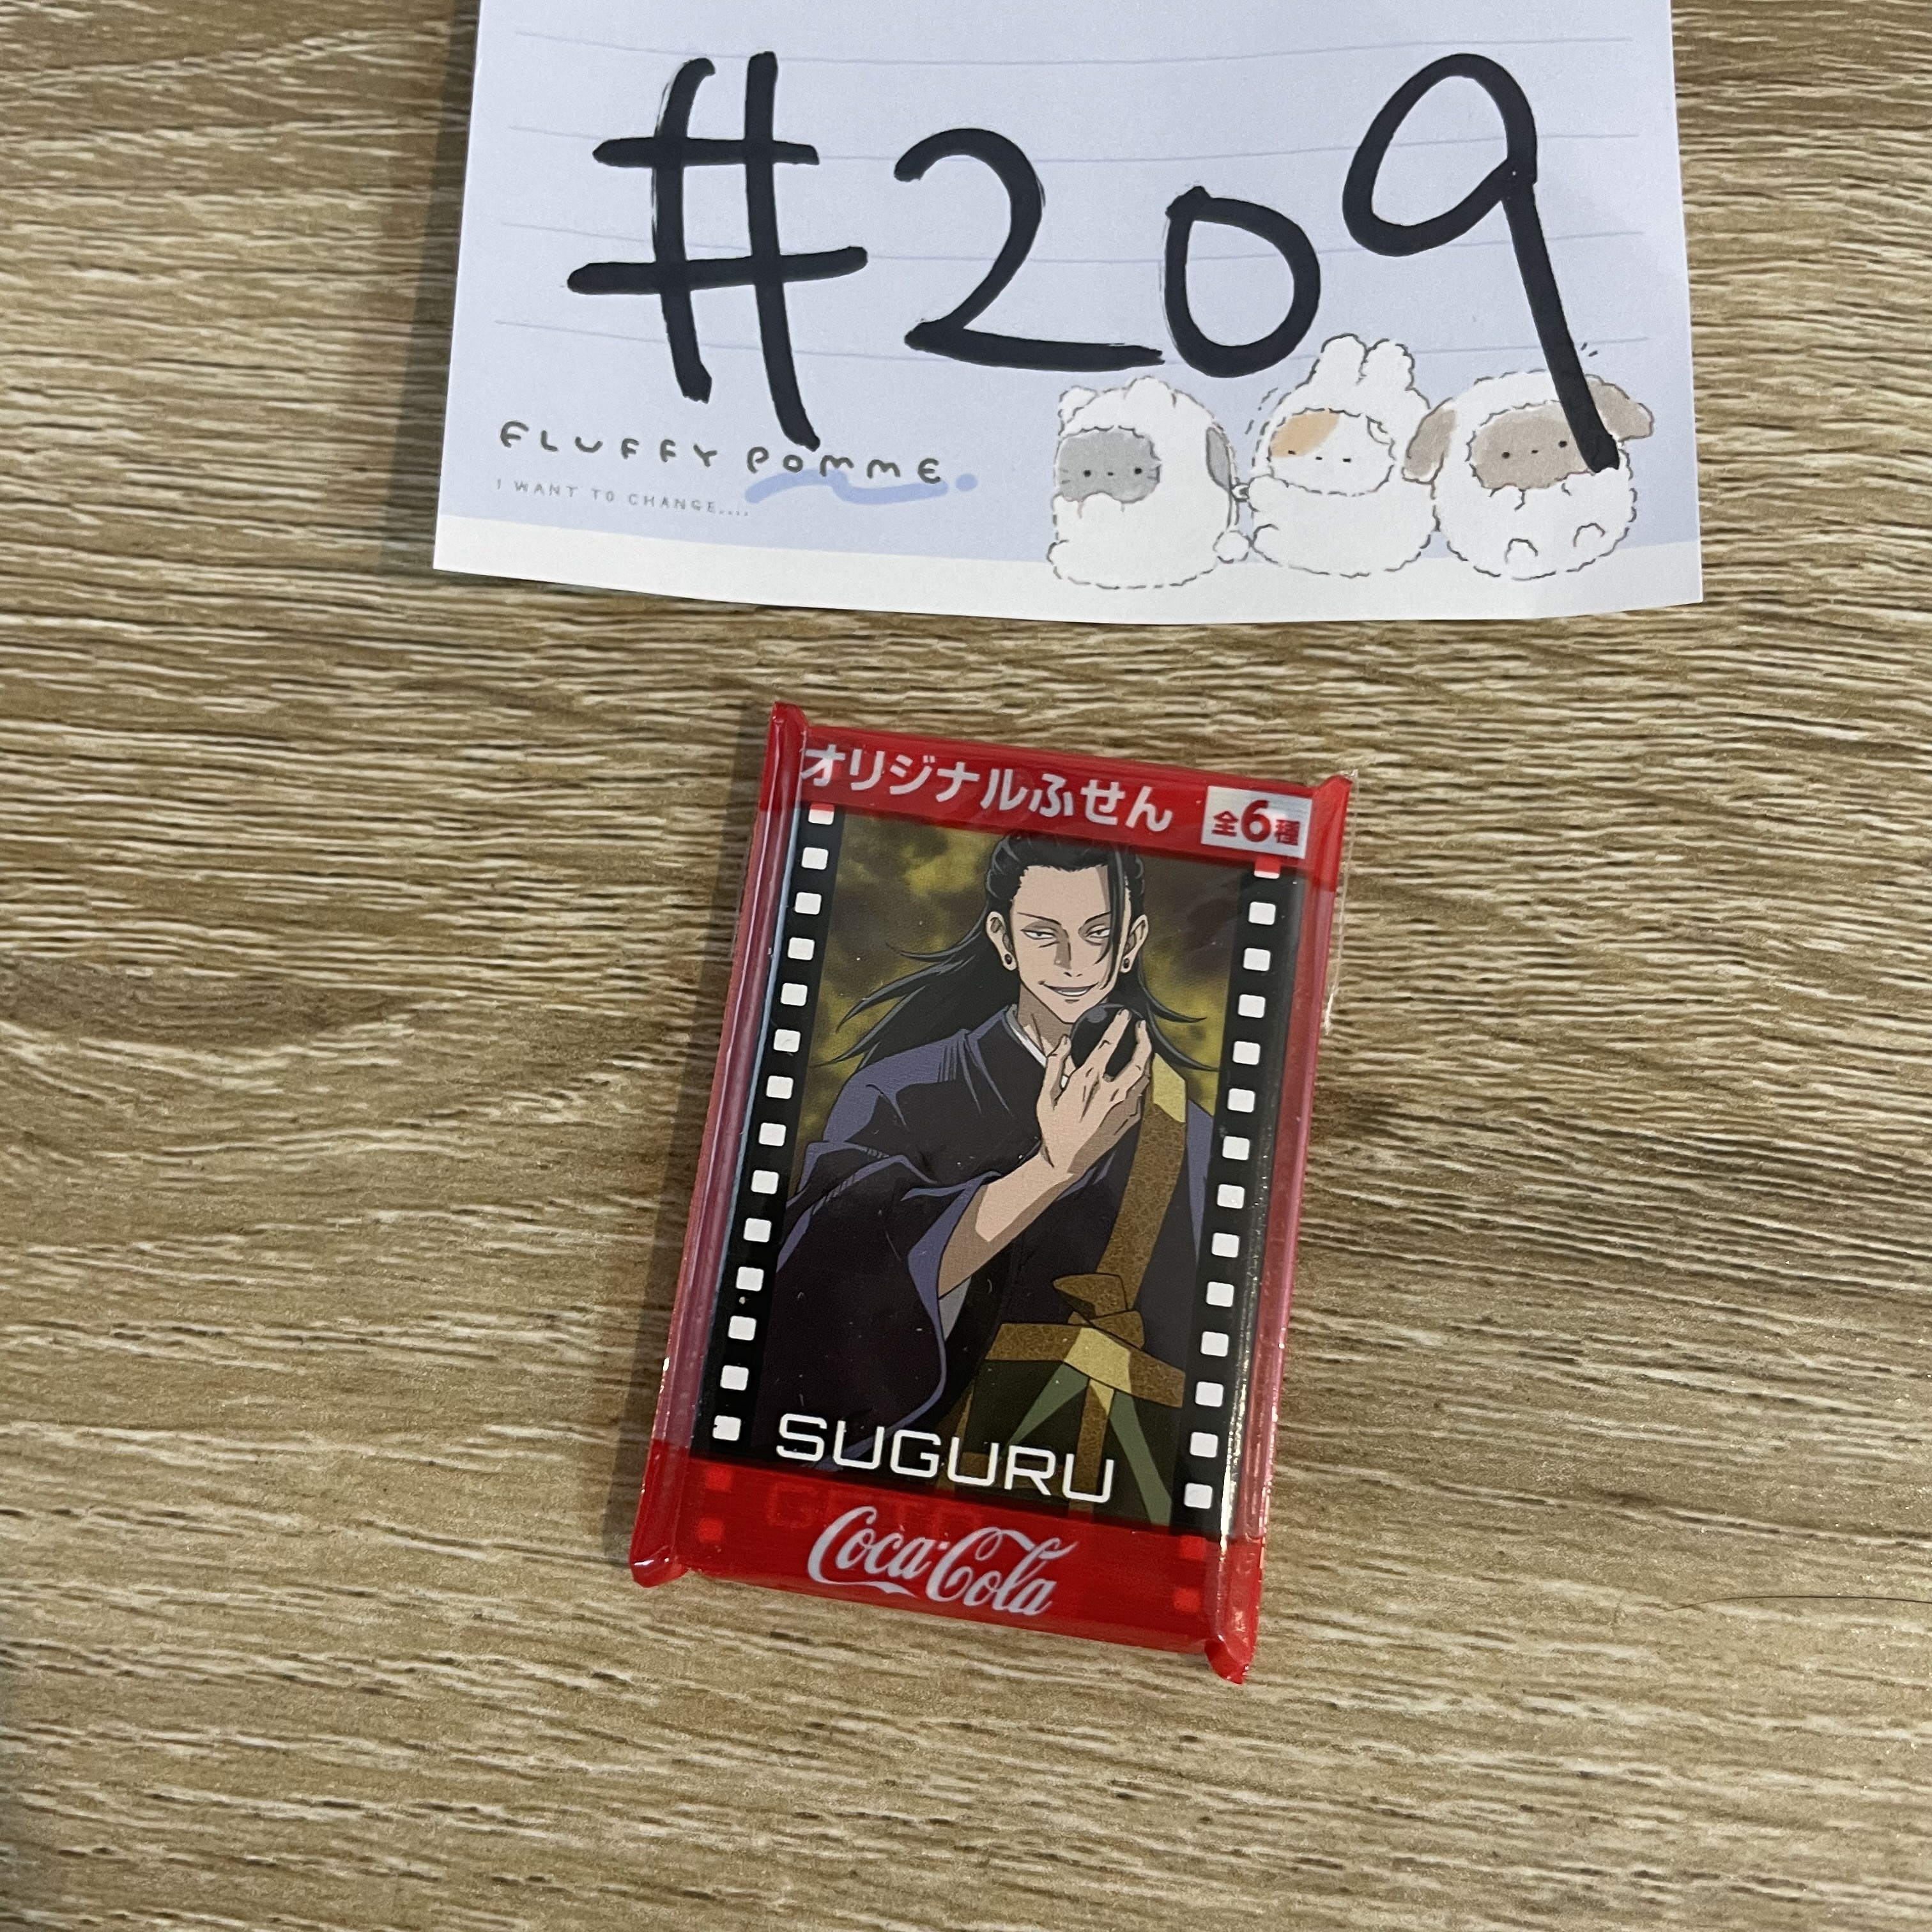 #209
FLUFFY POMME.
I WANT TO CHANGE....
オリジナルふせん 全6種
SUGURU
Coca-Cola